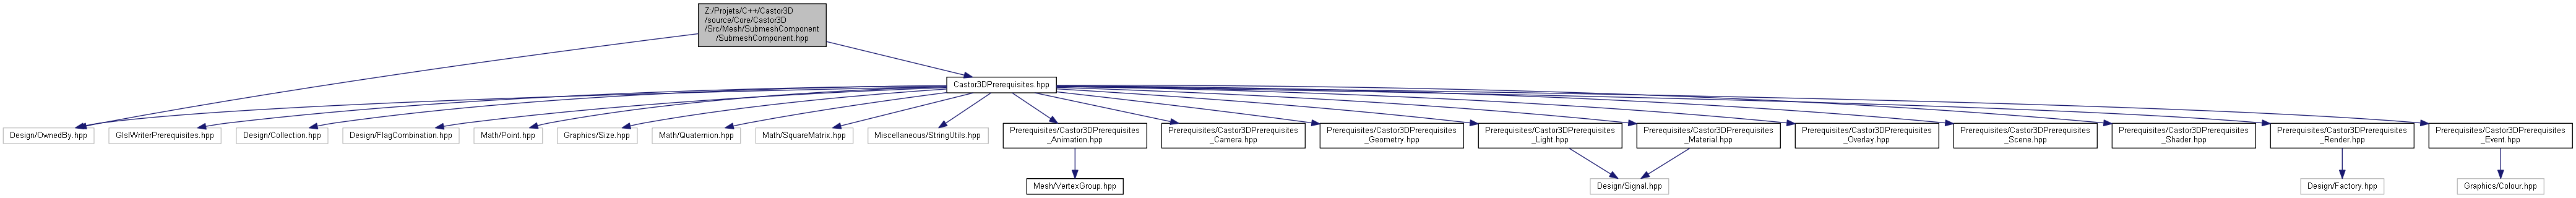 Z:/Projets/C++/Castor3D
/source/Core/Castor3D
/Src/Mesh/SubmeshComponent
/SubmeshComponent.hpp
Castor3DPrerequisites.hpp
Design/OwnedBy.hpp
GlslWriterPrerequisites.hpp
Design/Collection.hpp
Design/FlagCombination.hpp
Math/Point.hpp
Graphics/Size.hpp
Math/Quaternion.hpp
Math/SquareMatrix.hpp
Miscellaneous/StringUtils.hpp
Prerequisites/Castor3DPrerequisites
_Animation.hpp
Prerequisites/Castor3DPrerequisites
_Camera.hpp
Prerequisites/Castor3DPrerequisites
_Geometry.hpp
Prerequisites/Castor3DPrerequisites
_Light.hpp
Prerequisites/Castor3DPrerequisites
_Material.hpp
Prerequisites/Castor3DPrerequisites
_Overlay.hpp
Prerequisites/Castor3DPrerequisites
_Scene.hpp
Prerequisites/Castor3DPrerequisites
_Shader.hpp
Prerequisites/Castor3DPrerequisites
_Render.hpp
Prerequisites/Castor3DPrerequisites
_Event.hpp
Mesh/VertexGroup.hpp
Design/Signal.hpp
Design/Factory.hpp
Graphics/Colour.hpp